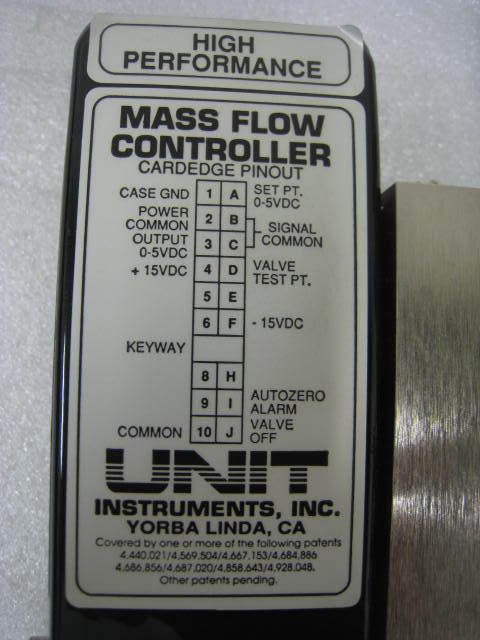 HIGH
PERFORMANCE
MASS FLOW
CONTROLLER
CARDEDGE PINOUT
CASE GND 1 A SET PT.
0-5VDC
POWER
COMMON 2 B SIGNAL
COMMON
OUTPUT
0-5VDC 3 C
+ 15VDC 4 D VALVE
TEST PT.
5 E
6 F - 15VDC
KEYWAY
8 H
9 I AUTOZERO
ALARM
COMMON 10 J VALVE
OFF
UNIT
INSTRUMENTS, INC.
YORBA LINDA, CA
Covered by one or more of the following patents
4,440,021/4,569,504/4,667,153/4,684,886
4,686,856/4,687,020/4,858,643/4,928,048.
Other patents pending.